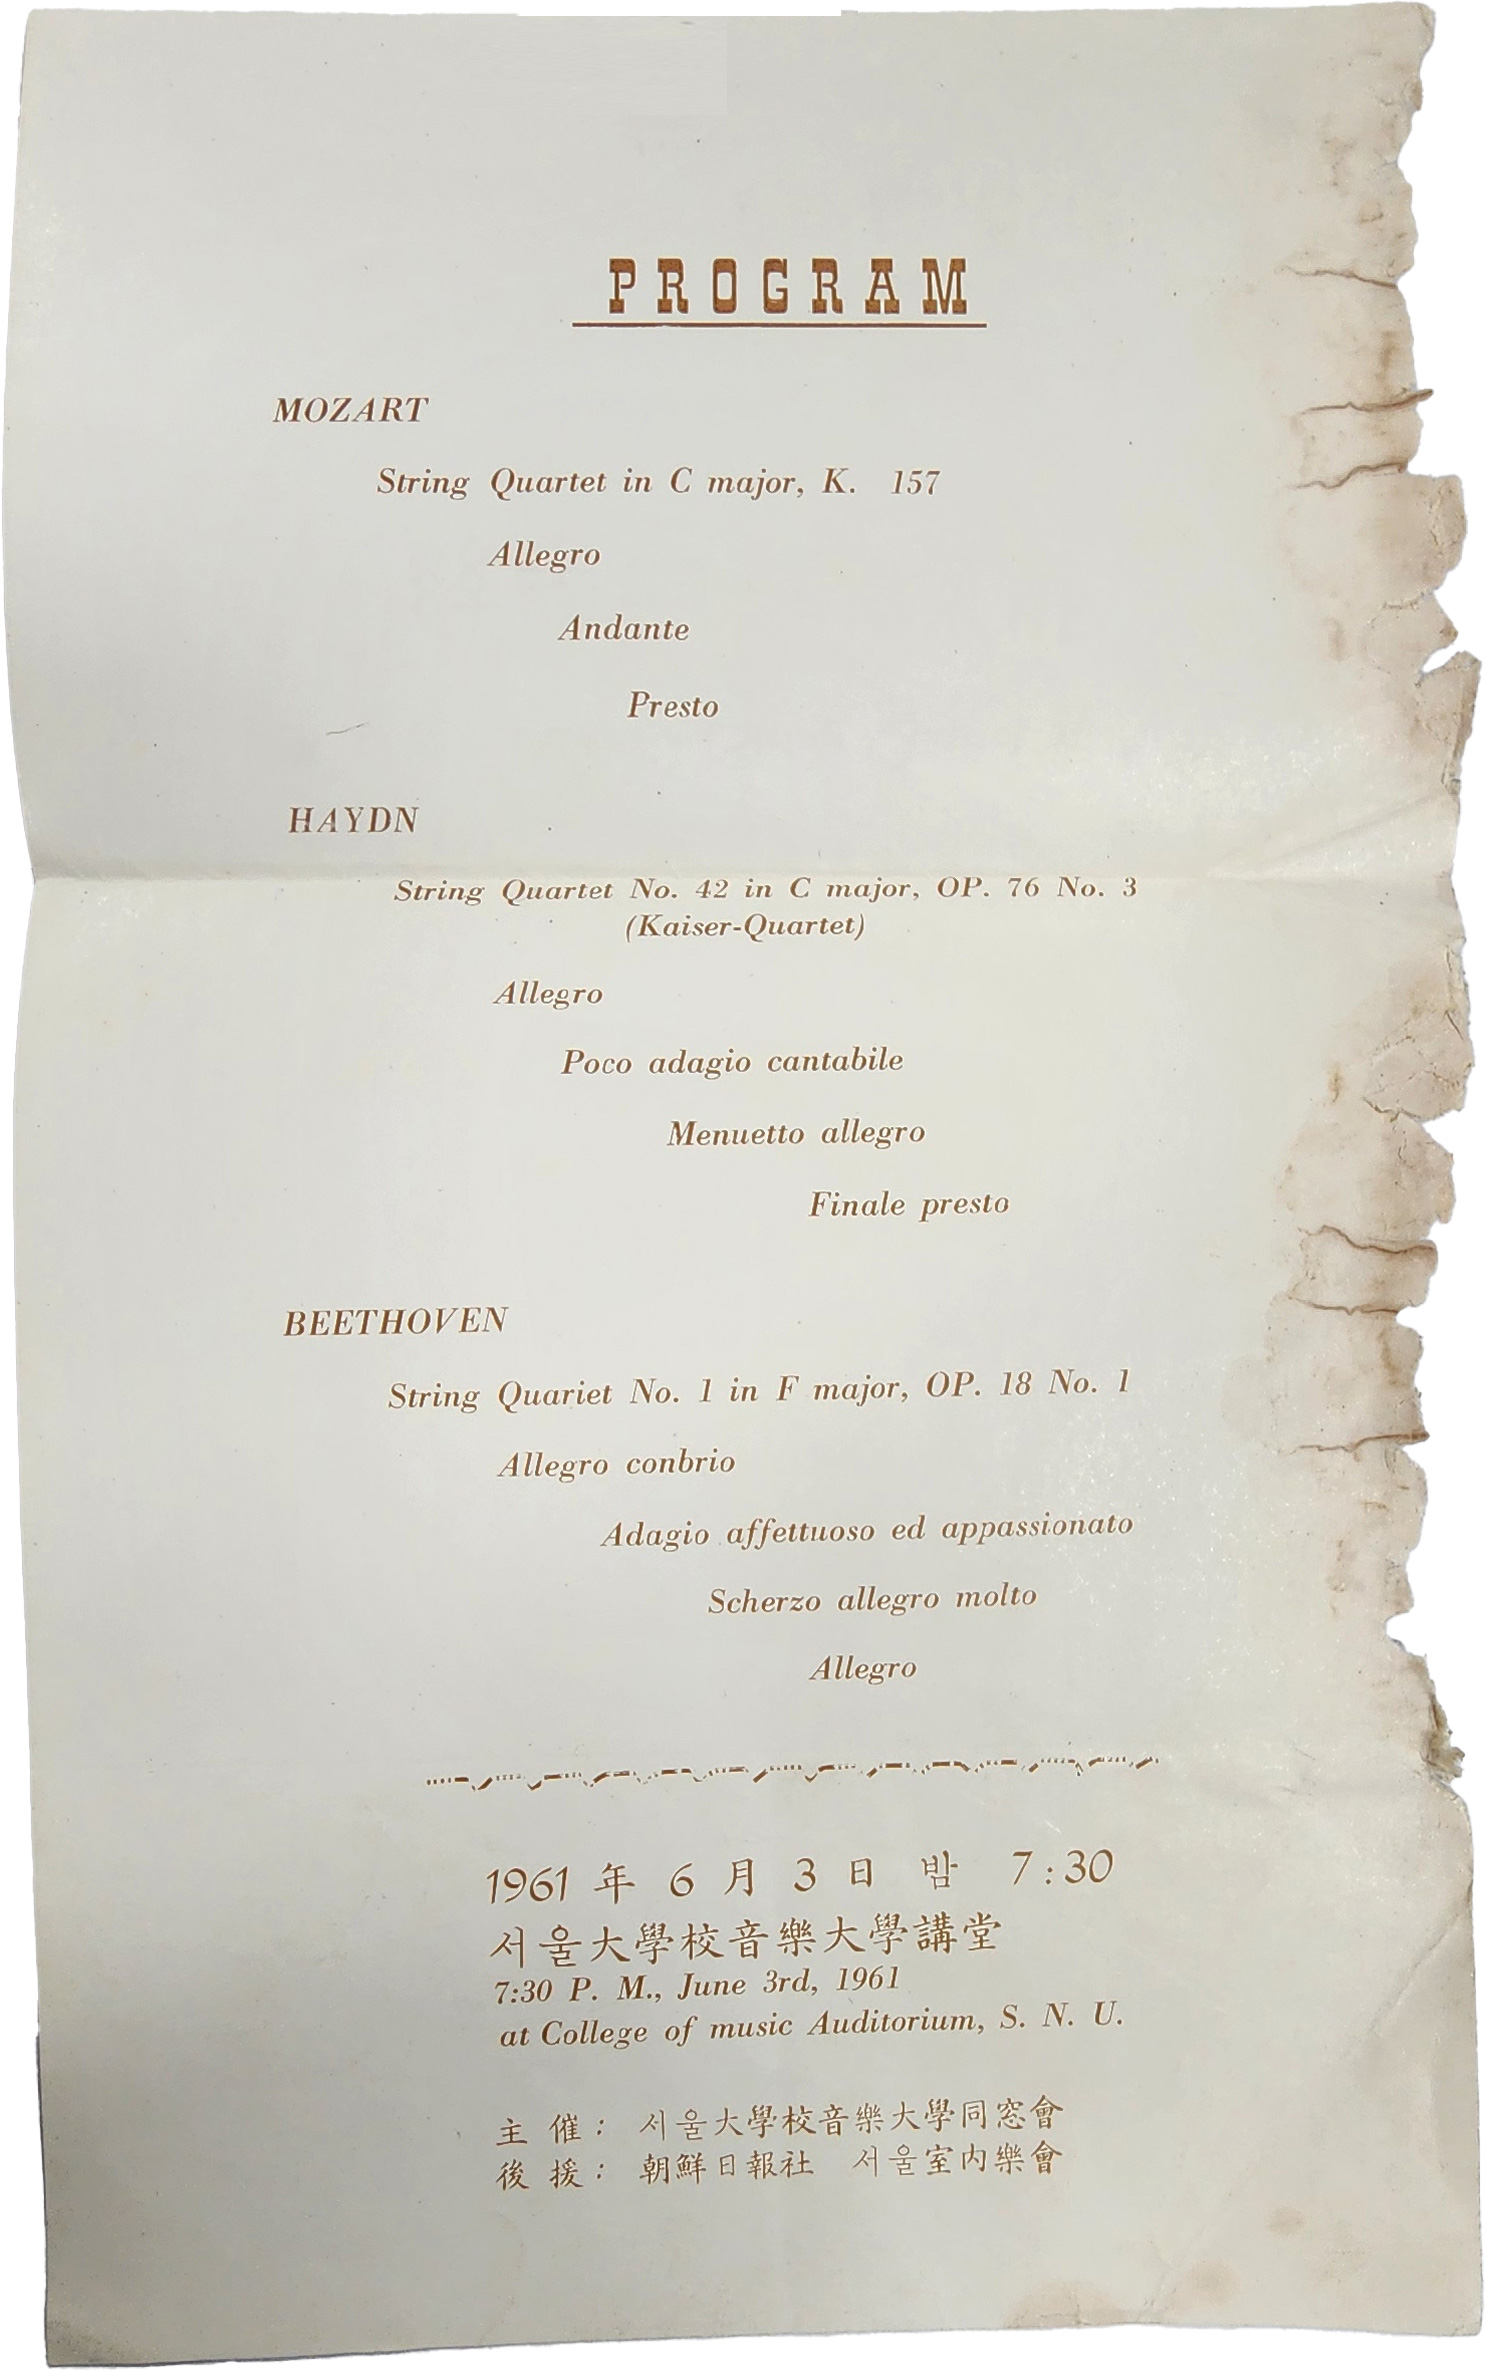 PROGRAM
MOZART
String Quartet in C major, K. 157
Allegro
Andante
Presto
HAYDN
String Quartet No. 42 in C major, OP. 76 No. 3
(Kaiser-Quartet)
Allegro
Poco adagio cantabile
Menuetto allegro
Finale presto
BEETHOVEN
String Quariet No. 1 in F major, OP. 18 No. 1
Allegro conbrio
Adagio affettuoso ed appassionato
Scherzo allegro molto
Allegro
1961 年 6 月 3 日 밤 7:30
서울大學校音樂大學講堂
7:30 P. M., June 3rd, 1961
at College of music Auditorium, S. N. U.
主 催 : 서울大學校音樂大學同窓會
後 援 : 朝鮮日報社 서울室內樂會